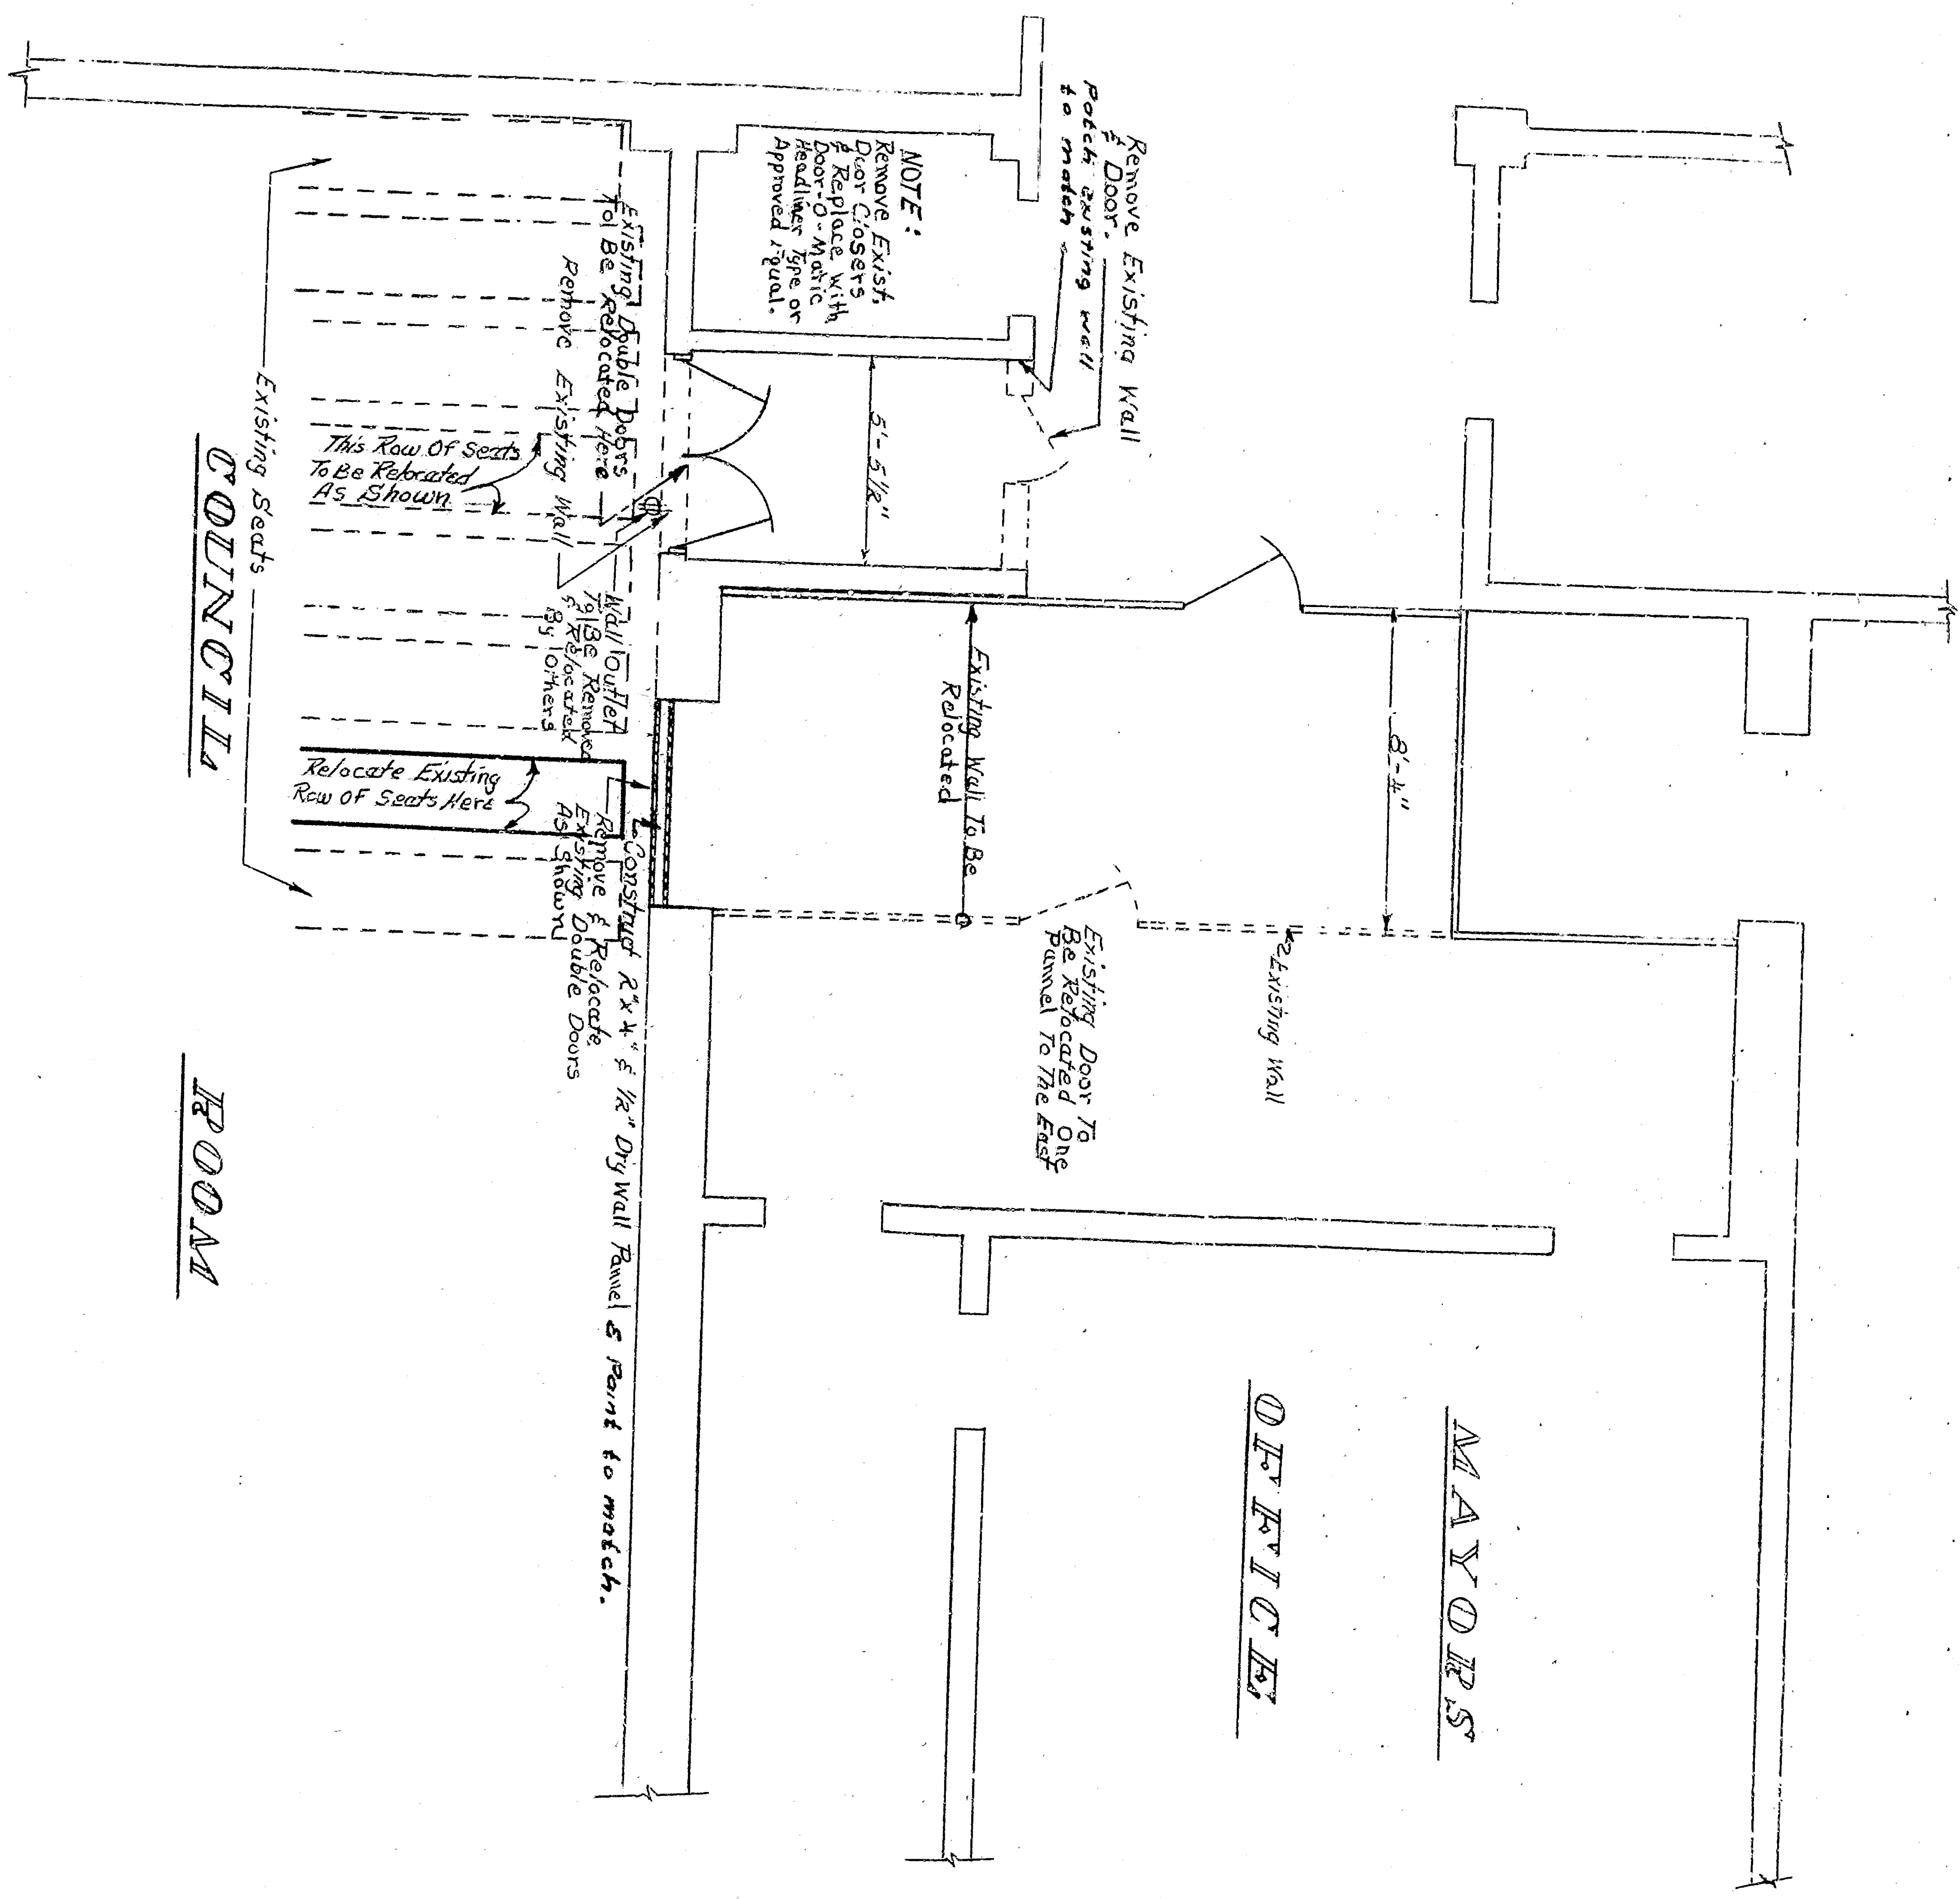 Remove Existing Wall
& Door.
Patch existing wall
to match
NOTE:
Remove Exist.
Door Closers
& Replace With
Door-O-Matic
Headliner Type or
Approved Equal.
Existing Double Doors
To Be Relocated Here
Remove Existing Wall
5'-5 1/2"
This Row Of Seats
To Be Relocated
As Shown
Existing Seats
Wall Outlet
To Be Removed
& Relocated
By Others
Relocate Existing
Row Of Seats Here
Existing Wall To Be
Relocated
8'-4"
Construct 2"x4" & 1/2" Dry Wall Pannel & Paint to match.
Remove & Relocate
Existing Double Doors
As Shown
Existing Door To
Be Relocated One
Pannel To The East
Existing Wall
MAYORS
OFFICE
COUNCIL
ROOM